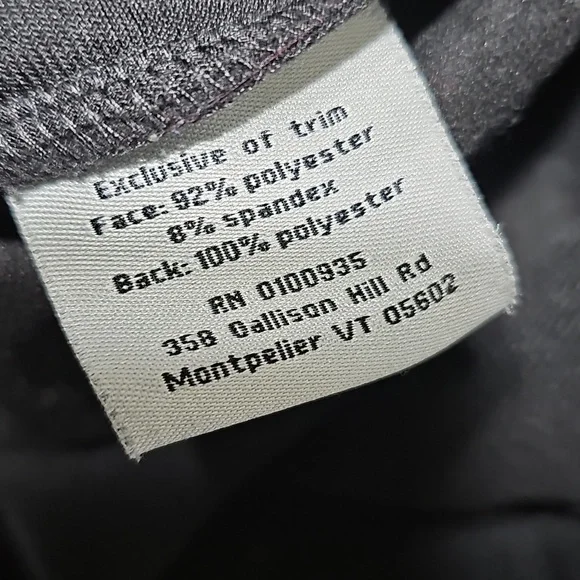 Exclusive of trim
Face: 92% polyester
8% spandex
Back: 100% polyester
RN 0100935
358 Gallison Hill Rd
Montpelier VT 05602